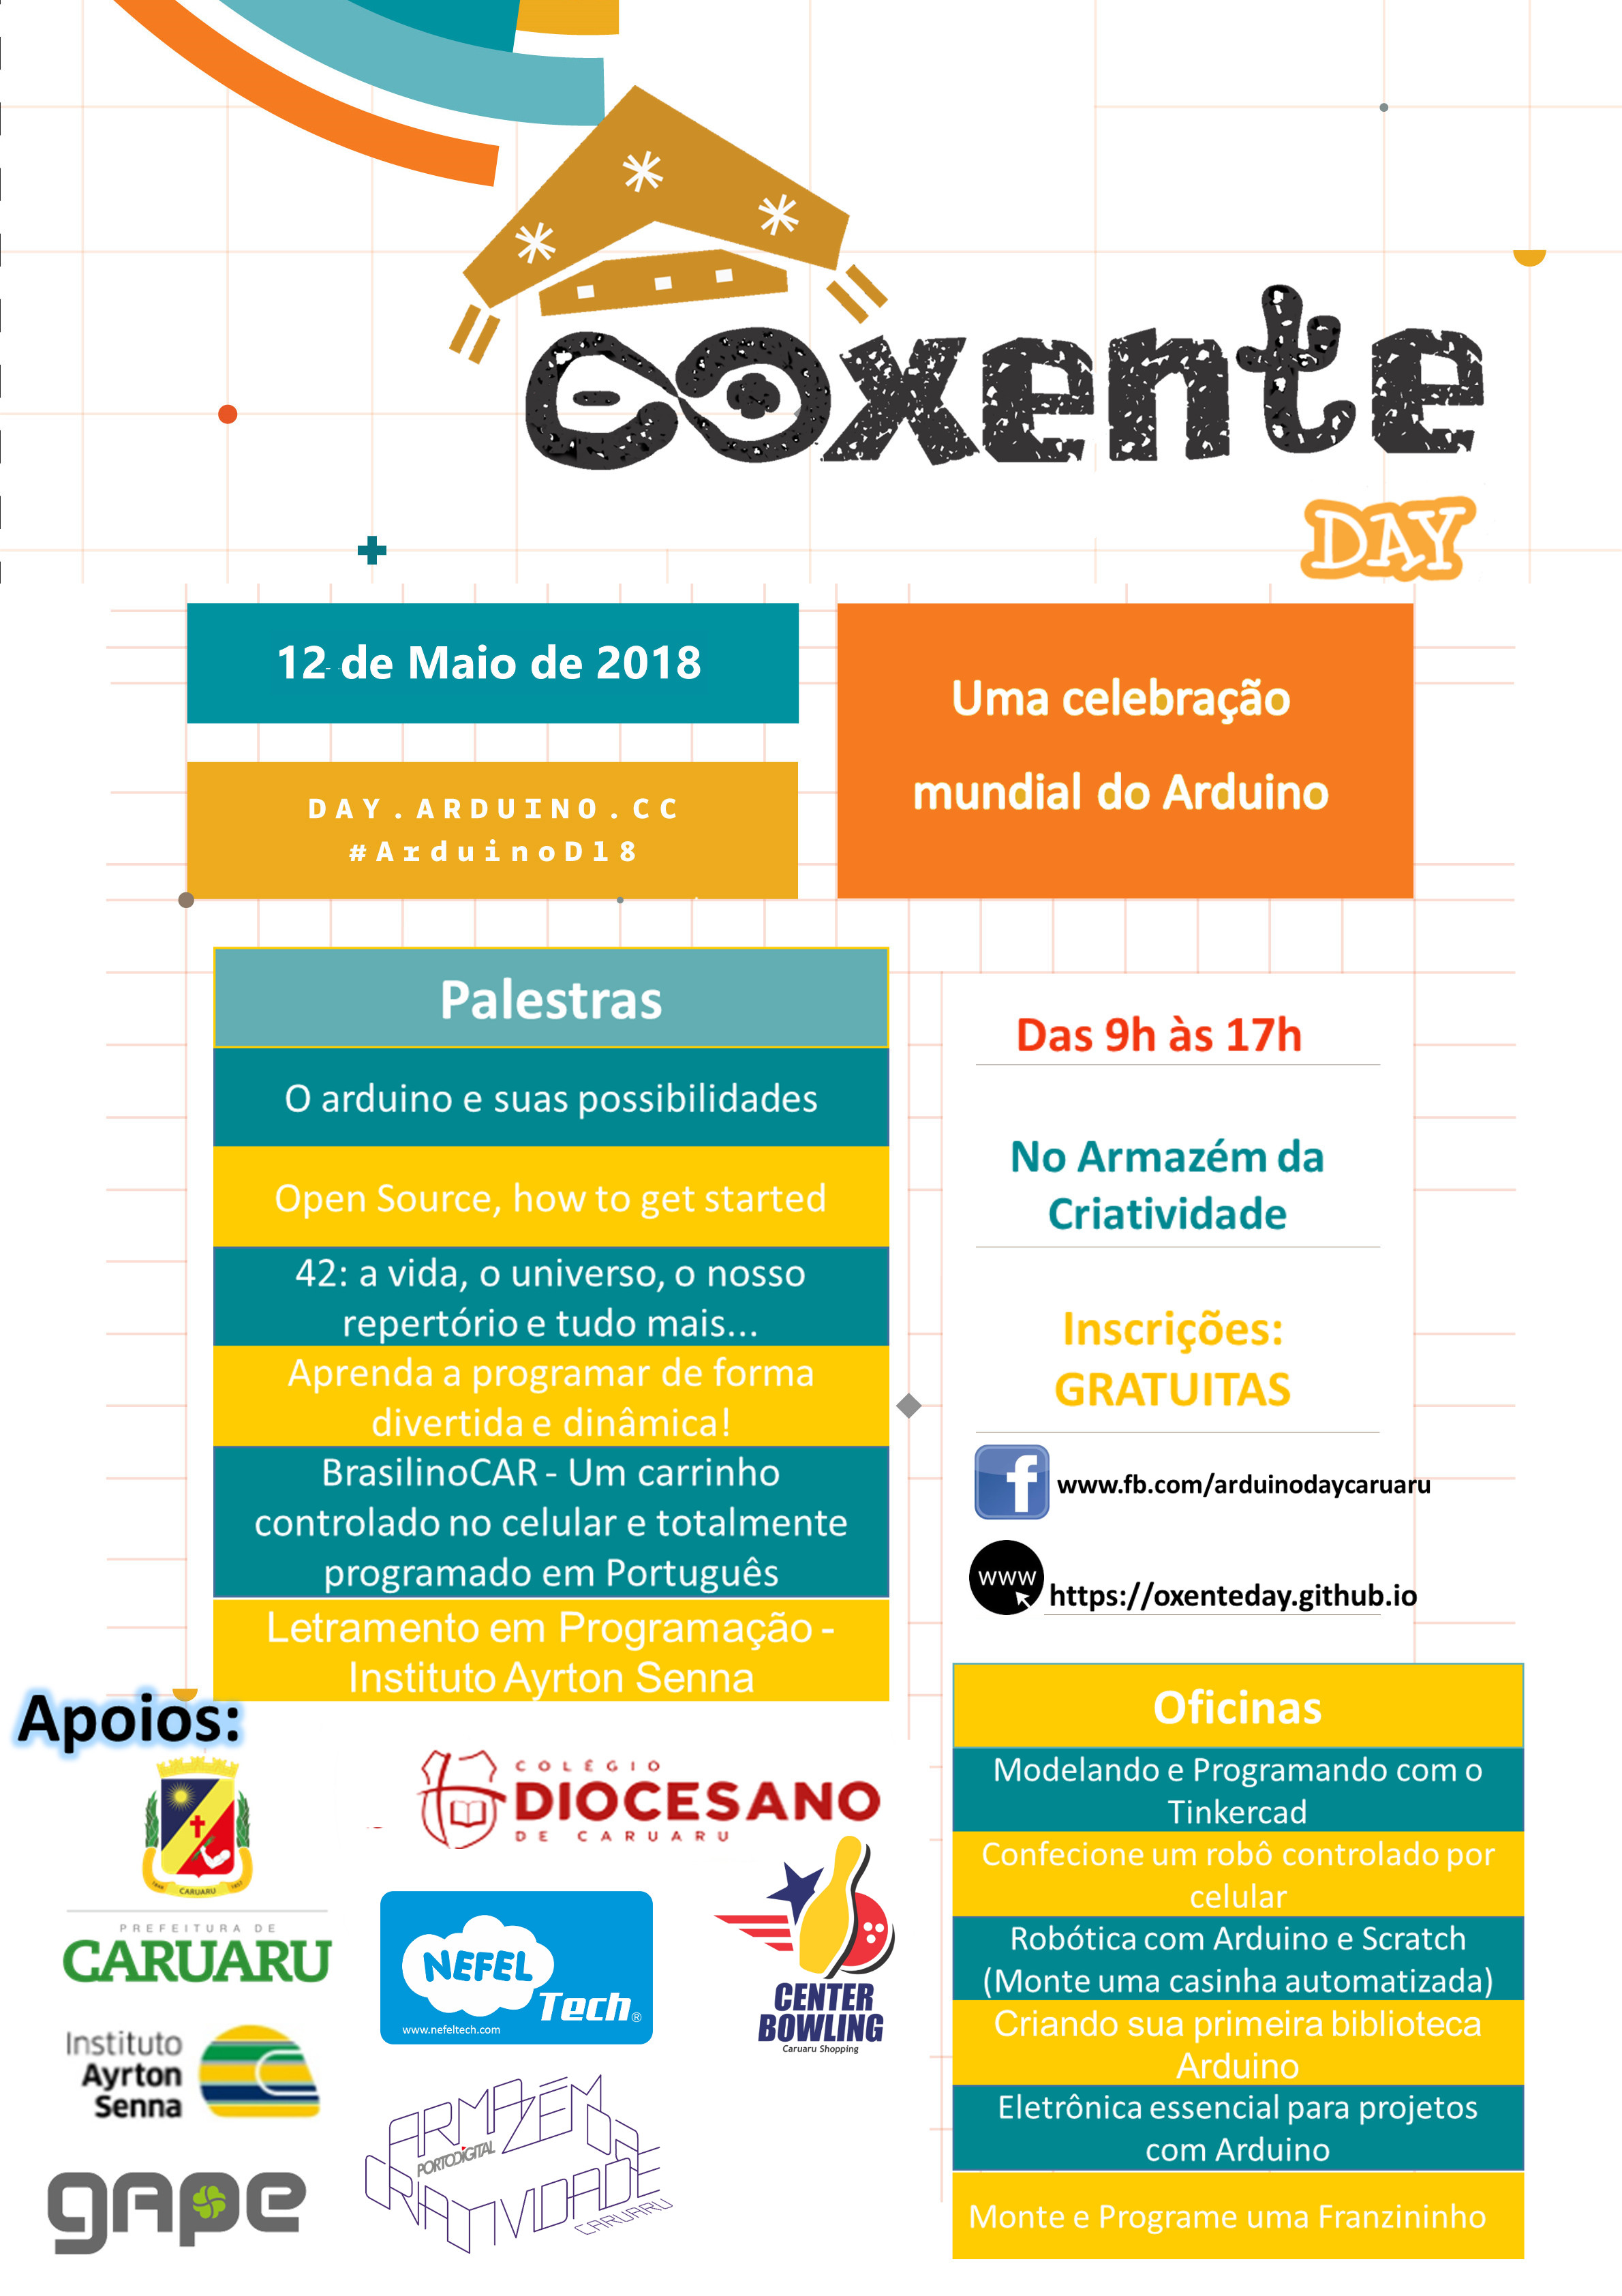 oxente
DAY
12 de Maio de 2018
DAY.ARDUINO.CC
#ArduinoD18
Uma celebração
mundial do Arduino
Palestras
O arduino e suas possibilidades
Open Source, how to get started
42: a vida, o universo, o nosso
repertório e tudo mais...
Aprenda a programar de forma
divertida e dinâmica!
BrasilinoCAR - Um carrinho
controlado no celular e totalmente
programado em Português
Letramento em Programação -
Instituto Ayrton Senna
Das 9h às 17h
No Armazém da
Criatividade
Inscrições:
GRATUITAS
f www.fb.com/arduinodaycaruaru
www https://oxenteday.github.io
Oficinas
Modelando e Programando com o
Tinkercad
Confecione um robô controlado por
celular
Robótica com Arduino e Scratch
(Monte uma casinha automatizada)
Criando sua primeira biblioteca
Arduino
Eletrônica essencial para projetos
com Arduino
Monte e Programe uma Franzininho
Apoios:
CARUARU
PREFEITURA DE
CARUARU
COLÉGIO
DIOCESANO
DE CARUARU
NEFEL
Tech®
www.nefeltech.com
CENTER
BOWLING
Caruaru Shopping
Instituto
Ayrton
Senna
gape
ARMAZÉM DA
PORTODIGITAL
CRIATIVIDADE
CARUARU